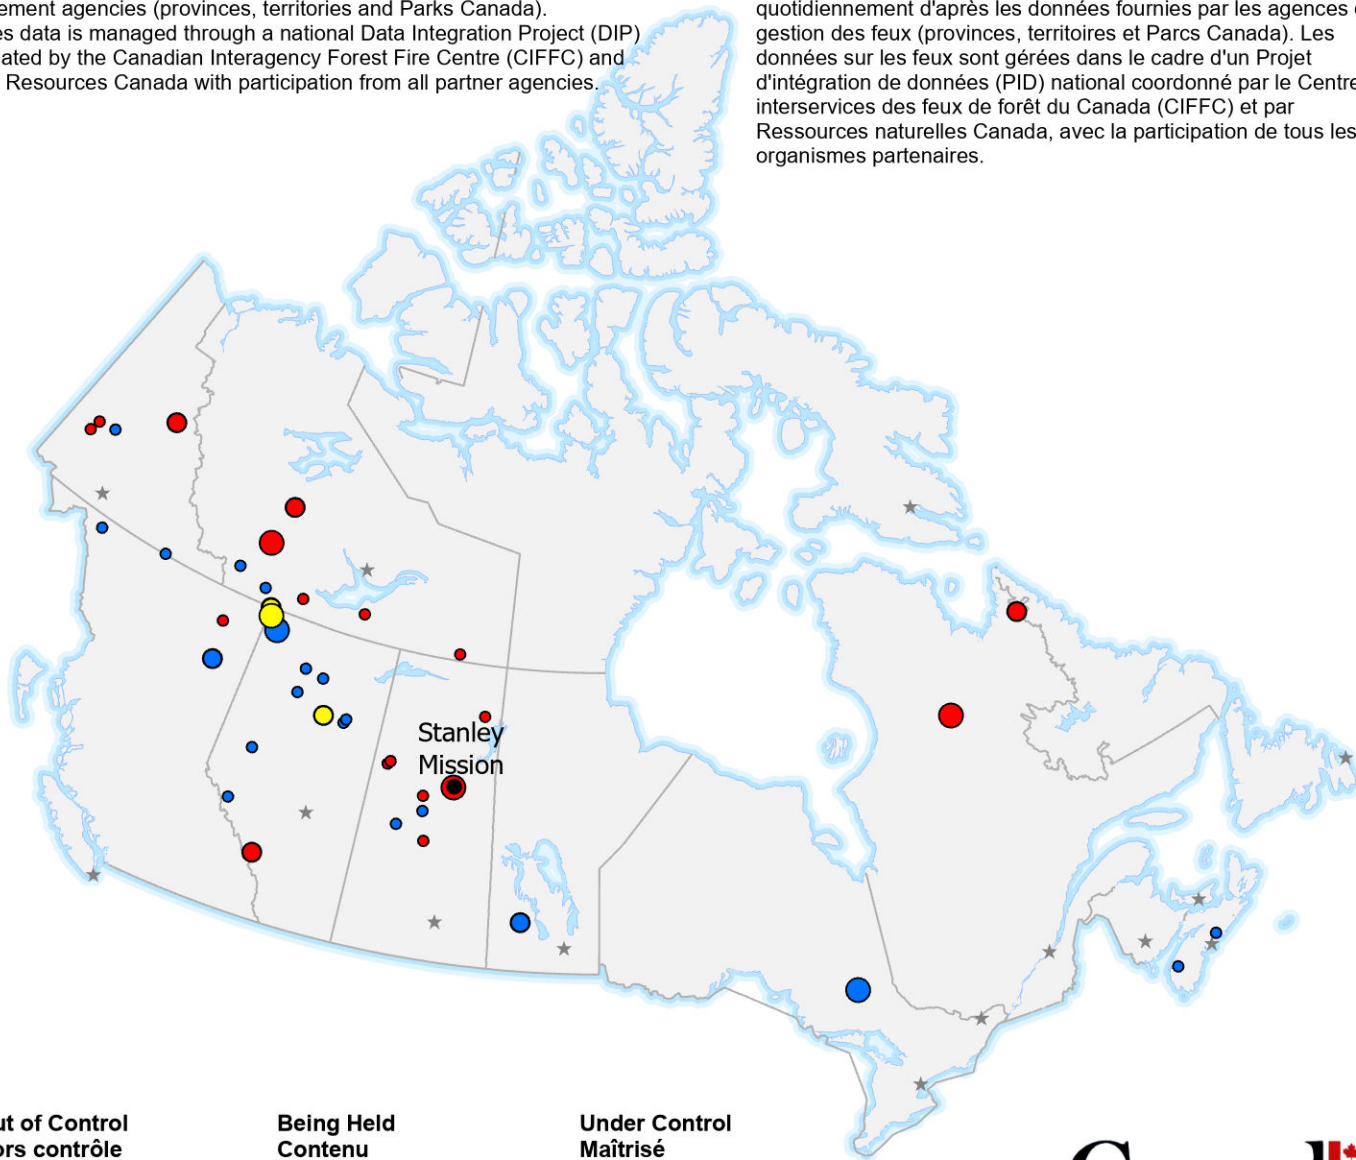 ement agencies (provinces, territories and Parks Canada).
es data is managed through a national Data Integration Project (DIP)
ated by the Canadian Interagency Forest Fire Centre (CIFFC) and
Resources Canada with participation from all partner agencies.
quotidiennement d'après les données fournies par les agences
gestion des feux (provinces, territoires et Parcs Canada). Les
données sur les feux sont gérées dans le cadre d'un Projet
d'intégration de données (PID) national coordonné par le Centre
interservices des feux de forêt du Canada (CIFFC) et par
Ressources naturelles Canada, avec la participation de tous les
organismes partenaires.
Stanley
Mission
ut of Control
ors contrôle
Being Held
Contenu
Under Control
Maîtrisé